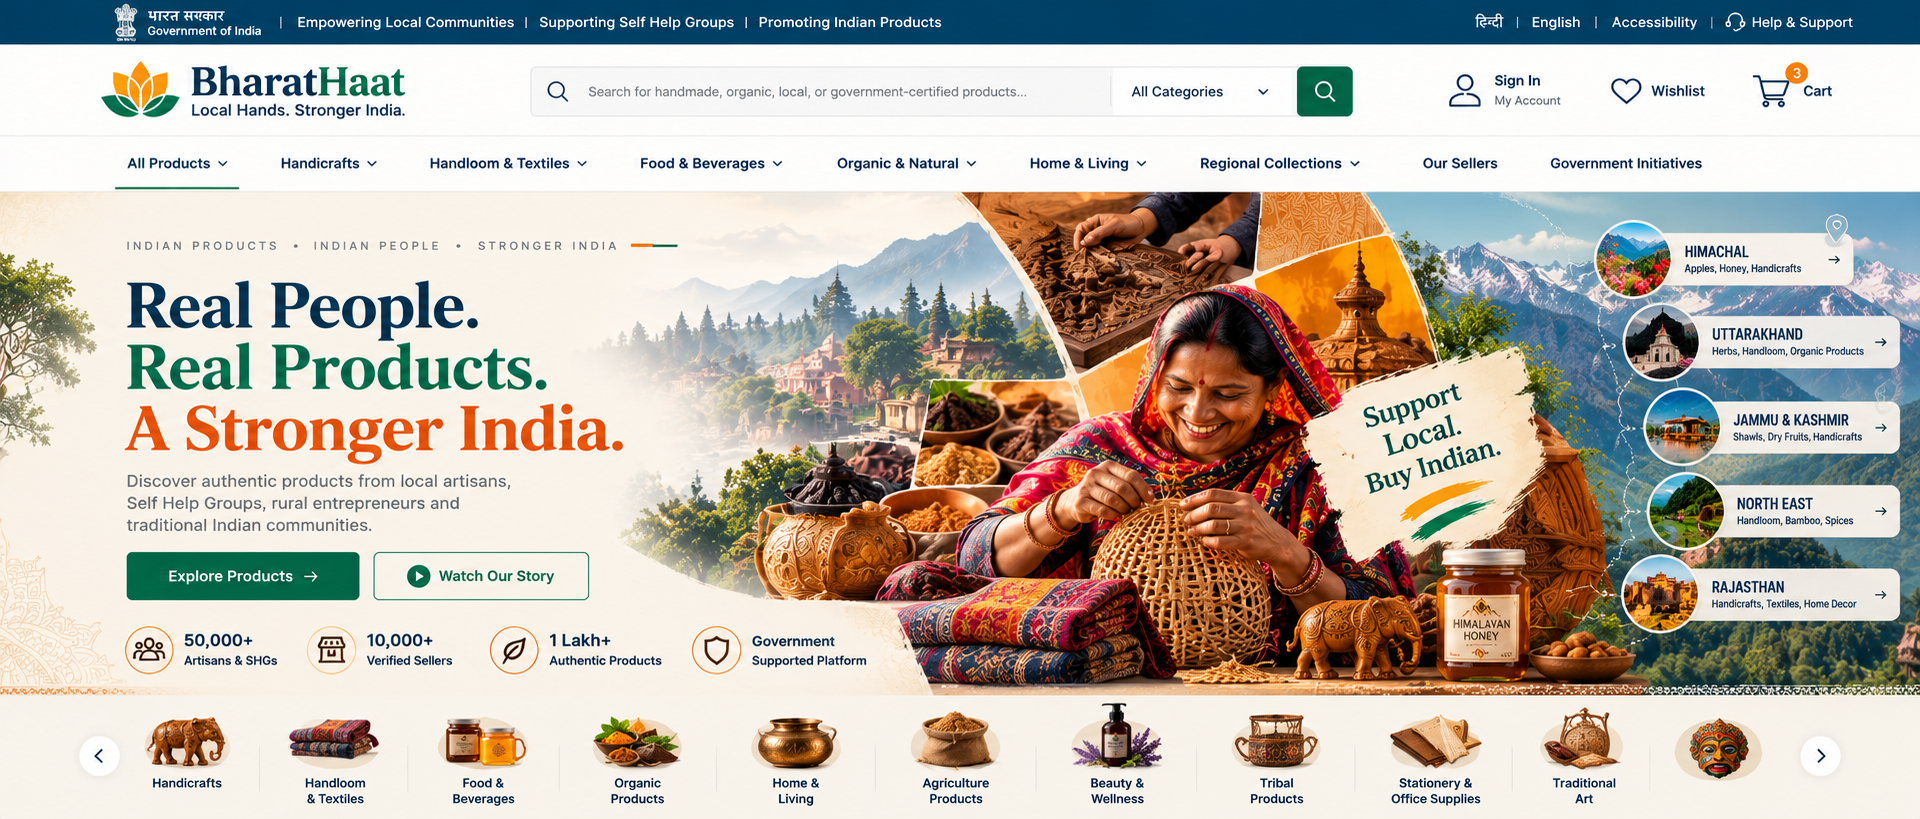 भारत सरकार
Government of India
Empowering Local Communities | Supporting Self Help Groups | Promoting Indian Products
हिन्दी | English | Accessibility | Help & Support
BharatHaat
Local Hands. Stronger India.
Search for handmade, organic, local, or government-certified products...
All Categories
Sign In
My Account
Wishlist
3
Cart
All Products
Handicrafts
Handloom & Textiles
Food & Beverages
Organic & Natural
Home & Living
Regional Collections
Our Sellers
Government Initiatives
INDIAN PRODUCTS • INDIAN PEOPLE • STRONGER INDIA
Real People.
Real Products.
A Stronger India.
Discover authentic products from local artisans,
Self Help Groups, rural entrepreneurs and
traditional Indian communities.
Explore Products →
Watch Our Story
50,000+
Artisans & SHGs
10,000+
Verified Sellers
1 Lakh+
Authentic Products
Government
Supported Platform
Support
Local.
Buy Indian.
HIMALAYAN
HONEY
HIMACHAL
Apples, Honey, Handicrafts
UTTARAKHAND
Herbs, Handloom, Organic Products
JAMMU & KASHMIR
Shawls, Dry Fruits, Handicrafts
NORTH EAST
Handloom, Bamboo, Spices
RAJASTHAN
Handicrafts, Textiles, Home Decor
Handicrafts
Handloom
& Textiles
Food &
Beverages
Organic
Products
Home &
Living
Agriculture
Products
Beauty &
Wellness
Tribal
Products
Stationery &
Office Supplies
Traditional
Art